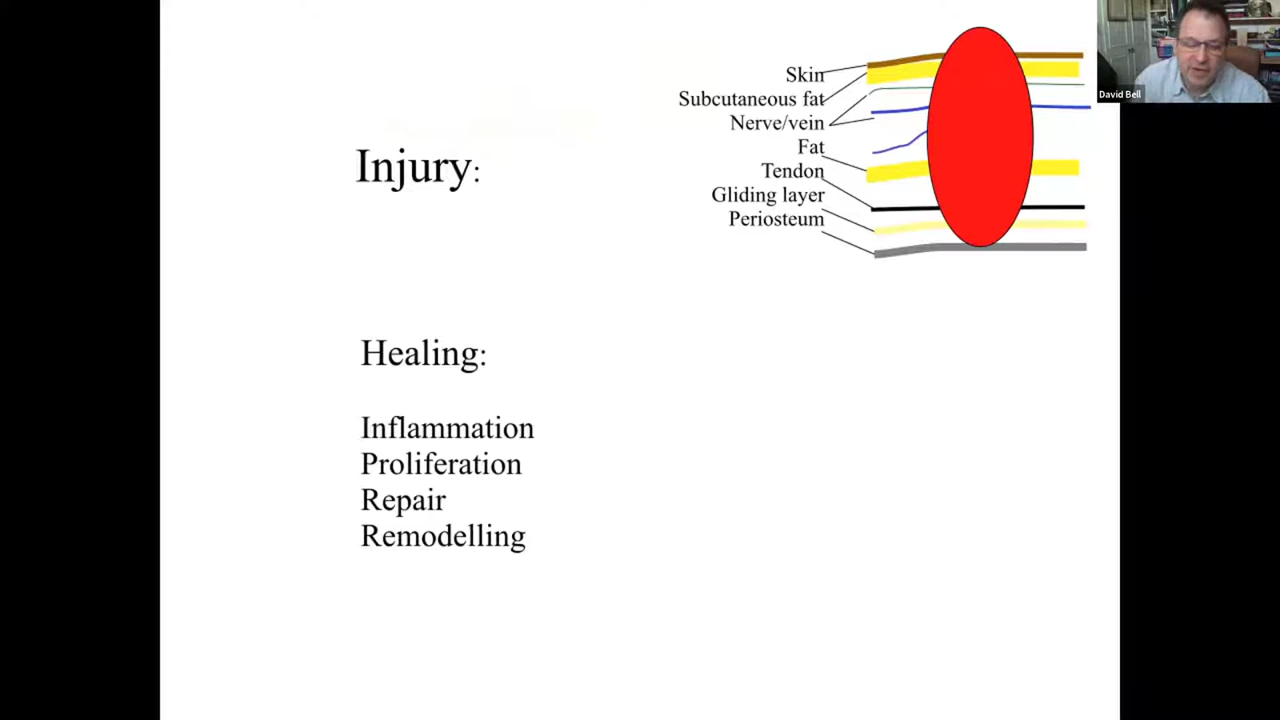 Skin
Subcutaneous fat
Nerve/vein
Fat
Tendon
Gliding layer
Periosteum
David Bell
Injury:
Healing:
Inflammation
Proliferation
Repair
Remodelling